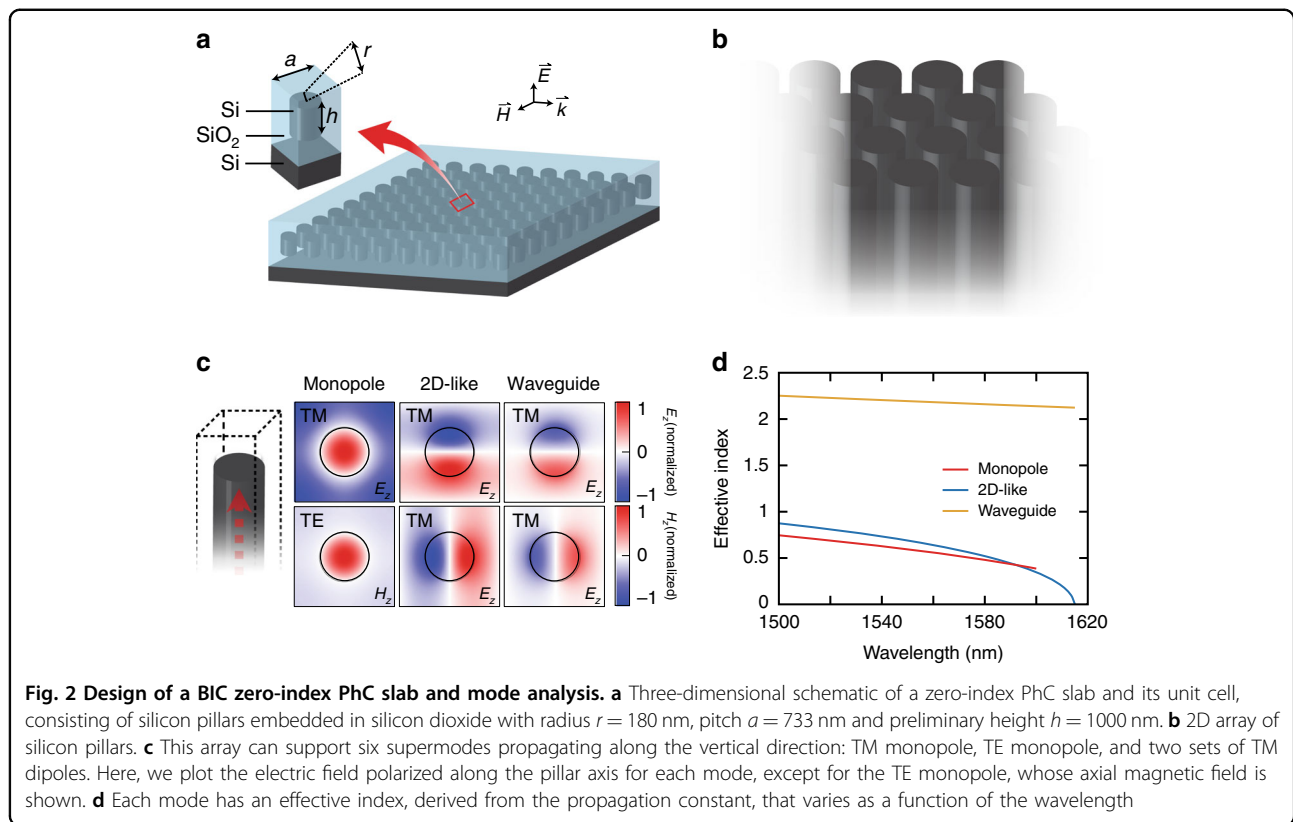 a
a
r
h
Si
SiO₂
Si
E
H
k
b
c
Monopole 2D-like Waveguide
TM TM TM
E_z E_z E_z
1
0
−1
E_z(normalized)
TE TM TM
H_z E_z E_z
1
0
−1
H_z(normalized)
d
2.5
2
1.5
1
0.5
0
Effective index
Monopole
2D-like
Waveguide
1500 1540 1580 1620
Wavelength (nm)
Fig. 2 Design of a BIC zero-index PhC slab and mode analysis. a Three-dimensional schematic of a zero-index PhC slab and its unit cell,
consisting of silicon pillars embedded in silicon dioxide with radius r = 180 nm, pitch a = 733 nm and preliminary height h = 1000 nm. b 2D array of
silicon pillars. c This array can support six supermodes propagating along the vertical direction: TM monopole, TE monopole, and two sets of TM
dipoles. Here, we plot the electric field polarized along the pillar axis for each mode, except for the TE monopole, whose axial magnetic field is
shown. d Each mode has an effective index, derived from the propagation constant, that varies as a function of the wavelength